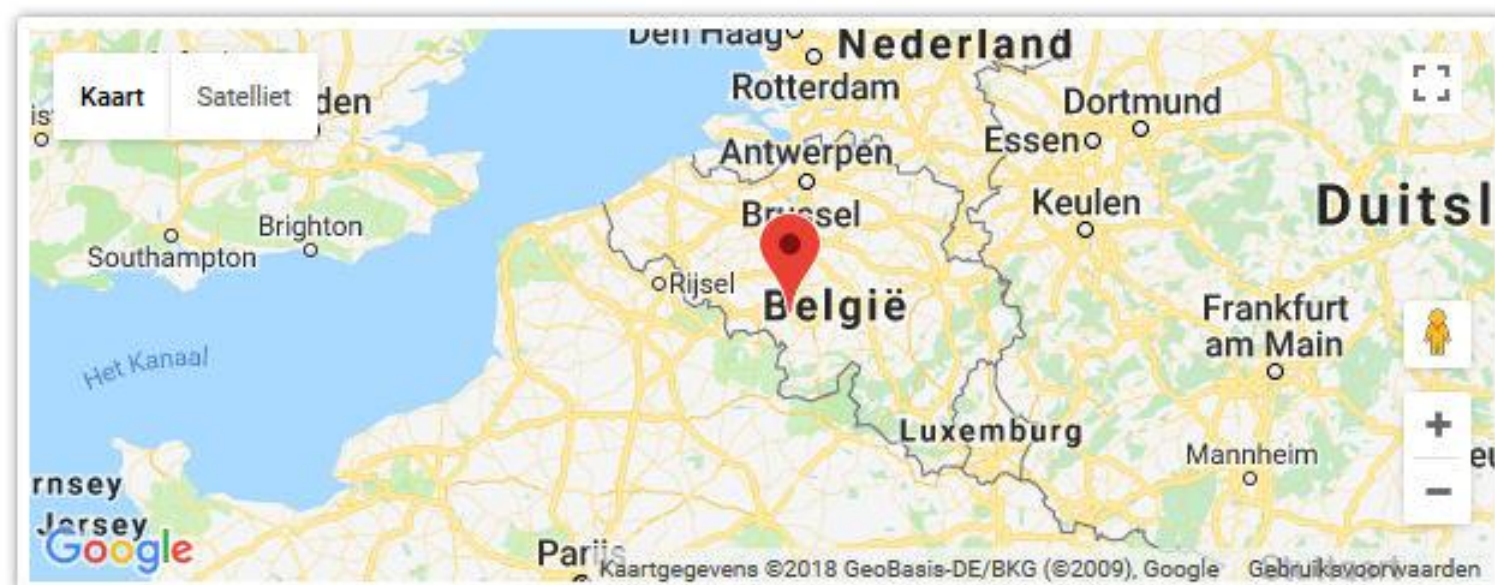 Den Haag
Nederland
Kaart
Satelliet
den
Rotterdam
Dortmund
Essen
Antwerpen
Duitsl
Keulen
Brussel
Brighton
Southampton
Rijsel
België
Frankfurt
am Main
Het Kanaal
Luxemburg
Mannheim
rnsey
Jersey
Google
Parijs
Kaartgegevens ©2018 GeoBasis-DE/BKG (©2009), Google
Gebruiksvoorwaarden